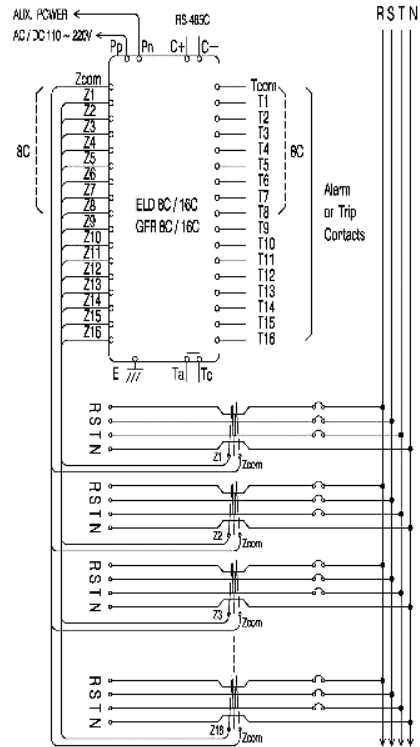 AUX. POWER
RS-485C
R S T N
AC / DC 110 ~ 220V
Pp Pn C+ C-
Zcom Tcom
Z1 T1
Z2 T2
Z3 T3
Z4 T4
8C Z5 T5 8C
Z6 T6
Z7 T7
Z8 T8
Z9 T9
Z10 T10
Z11 T11
Z12 T12
Z13 T13
Z14 T14
Z15 T15
Z16 T16
ELD 8C / 16C
GFR 8C / 16C
Alarm
or Trip
Contacts
E Ta Tc
R
S
T
N
Z1 Zcom
R
S
T
N
Z2 Zcom
R
S
T
N
Z3 Zcom
R
S
T
N
Z16 Zcom